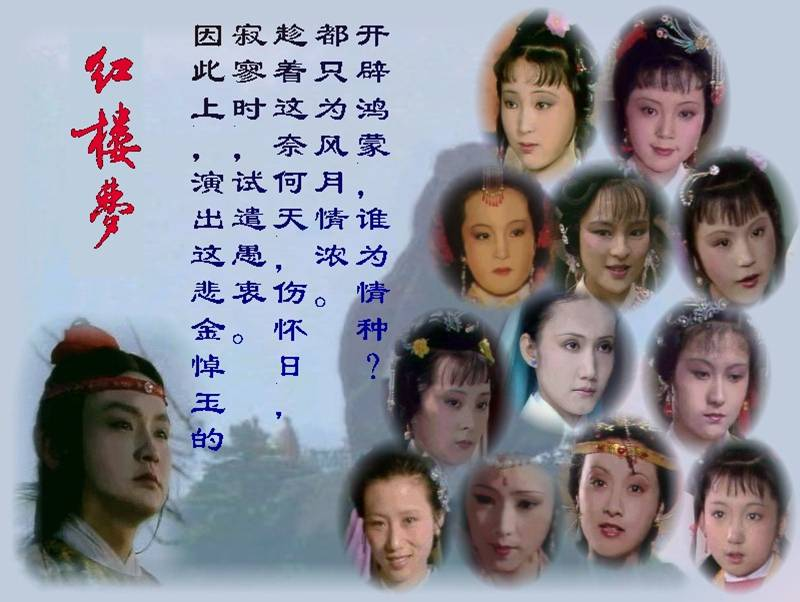 开辟鸿蒙，谁为情种？
都只为风月情浓。
趁着这奈何天，伤怀日，
寂寥时，试遣愚衷。
因此上，演出这悲金悼玉的
红楼夢